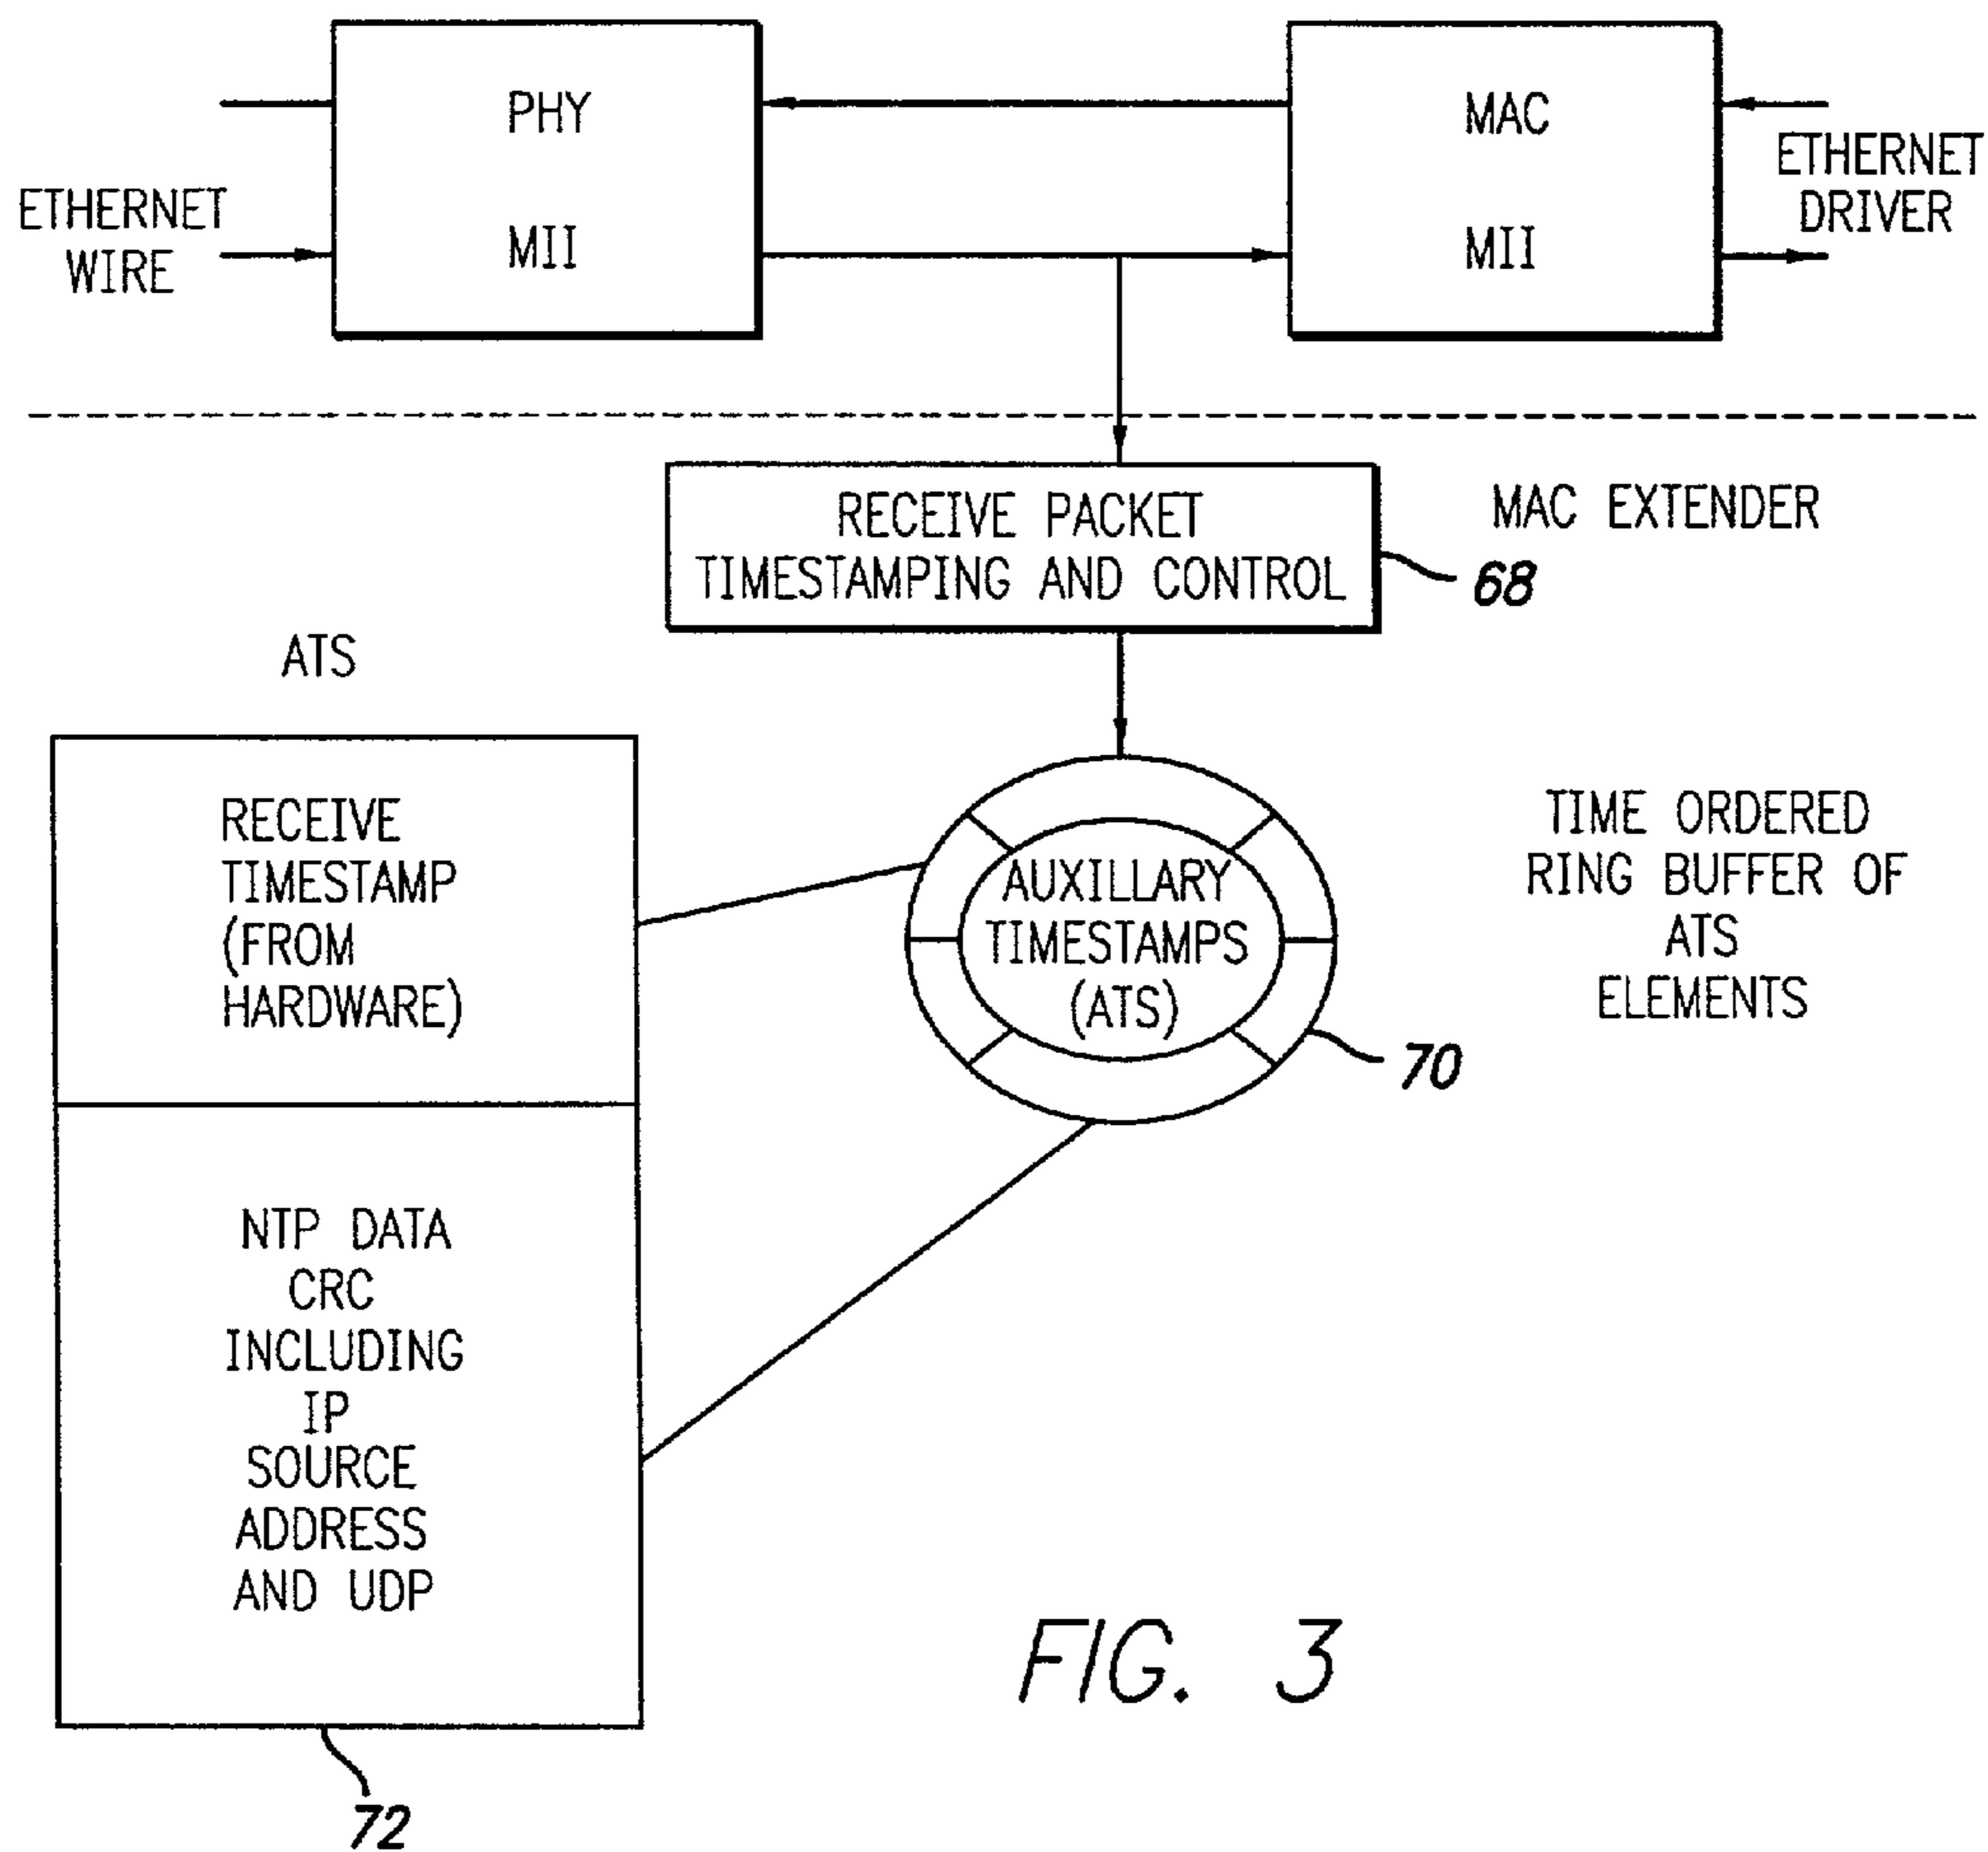 PHY
MII
MAC
MII
ETHERNET
WIRE
ETHERNET
DRIVER
RECEIVE PACKET
TIMESTAMPING AND CONTROL
MAC EXTENDER
68
ATS
RECEIVE
TIMESTAMP
(FROM
HARDWARE)
AUXILLARY
TIMESTAMPS
(ATS)
TIME ORDERED
RING BUFFER OF
ATS
ELEMENTS
70
NTP DATA
CRC
INCLUDING
IP
SOURCE
ADDRESS
AND UDP
72
FIG. 3